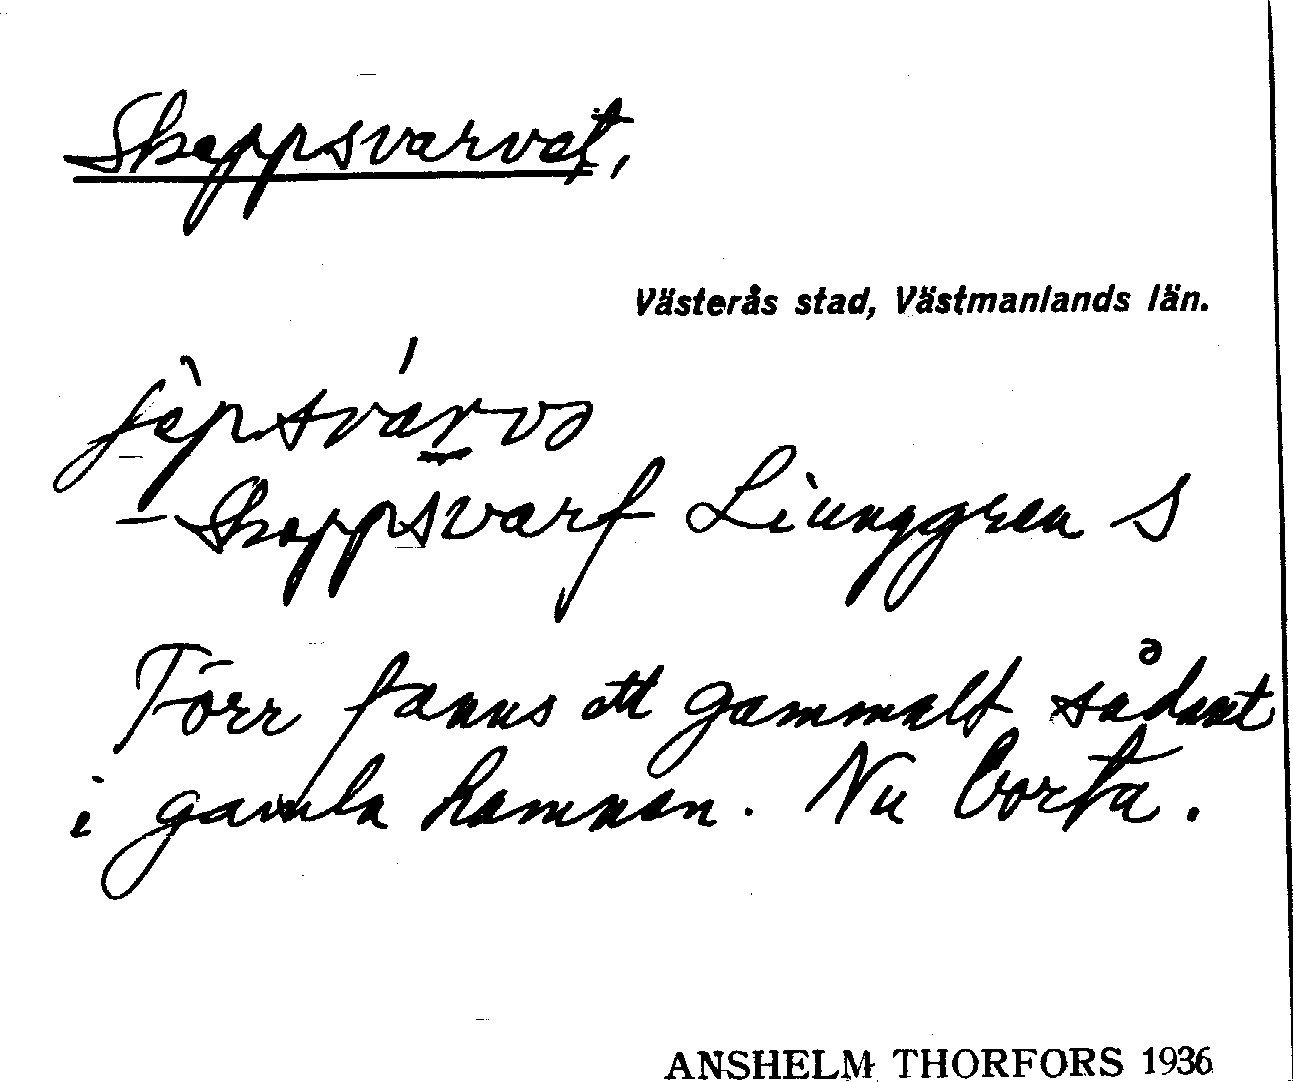 Skeppsvarvet,
Västerås stad, Västmanlands län.
– Skeppsvarf Liunggren S
Förr fanns ett gammalt sådant
i gamla hamnen. Nu borta.
ANSHELM THORFORS 1936